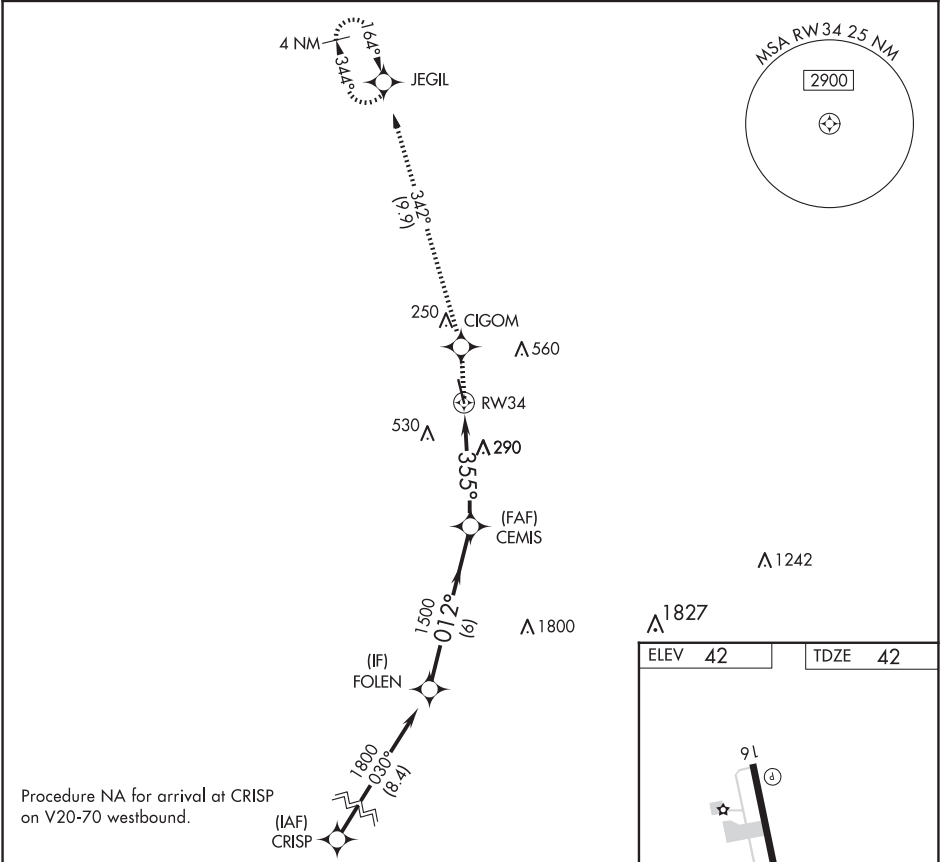 MSA RW34 25 NM
2900
4 NM
164°
344°
JEGIL
342°
(9.9)
250
CIGOM
560
RW34
530
290
355°
(FAF)
CEMIS
1242
1500
012°
(6)
1800
1827
(IF)
FOLEN
ELEV 42
TDZE 42
1800
030°
(8.4)
16
P
Procedure NA for arrival at CRISP
on V20-70 westbound.
(IAF)
CRISP